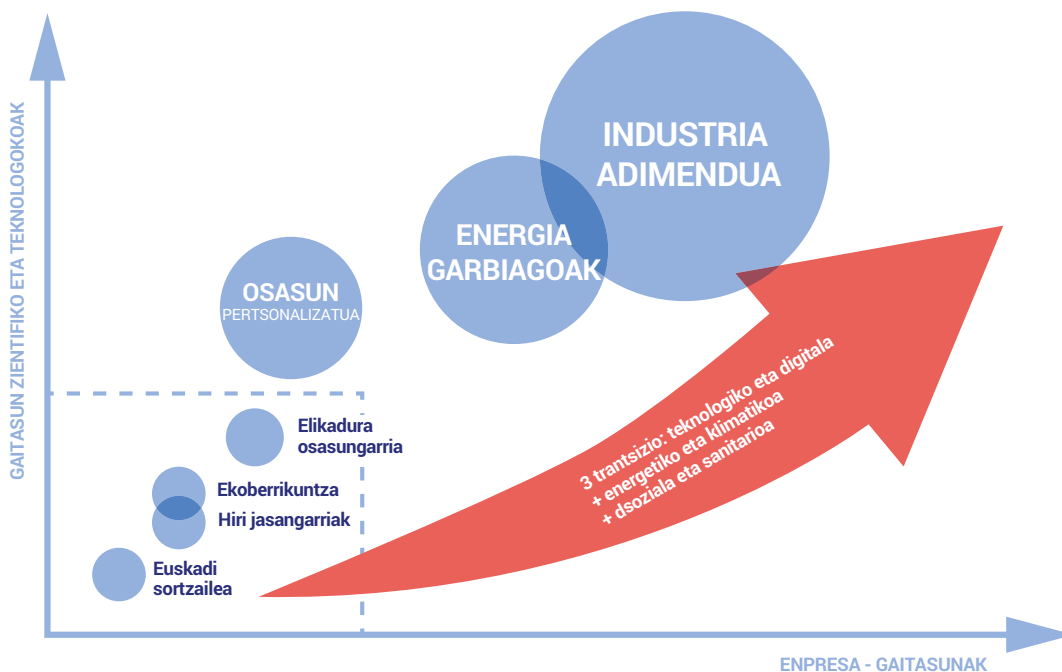 GAITASUN ZIENTIFIKO ETA TEKNOLOGOKOAK
INDUSTRIA
ADIMENDUA
ENERGIA
GARBIAGOAK
OSASUN
PERTSONALIZATUA
Elikadura
osasungarria
Ekoberrikuntza
Hiri jasangarriak
Euskadi
sortzailea
3 trantsizio: teknologiko eta digitala
+ energetiko eta klimatikoa
+ dsoziala eta sanitarioa
ENPRESA - GAITASUNAK